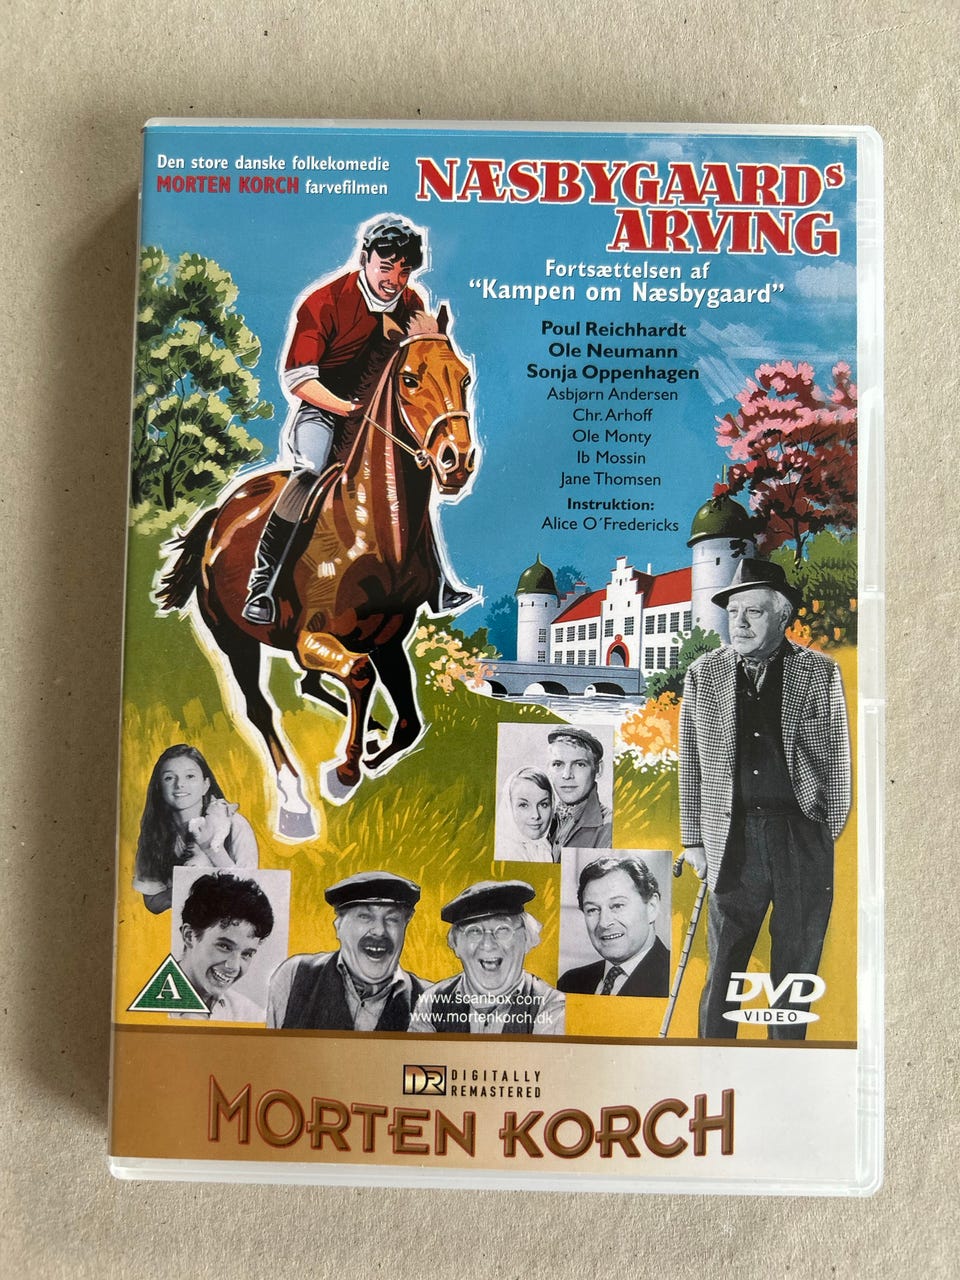 Den store danske folkekomedie
MORTEN KORCH farvefilmen
NÆSBYGAARDS
ARVING
Fortsættelsen af
"Kampen om Næsbygaard"
Poul Reichhardt
Ole Neumann
Sonja Oppenhagen
Asbjørn Andersen
Chr. Arhoff
Ole Monty
Ib Mossin
Jane Thomsen
Instruktion:
Alice O´Fredericks
A
www.scanbox.com
www.mortenkorch.dk
DVD
VIDEO
DR DIGITALLY
REMASTERED
MORTEN KORCH